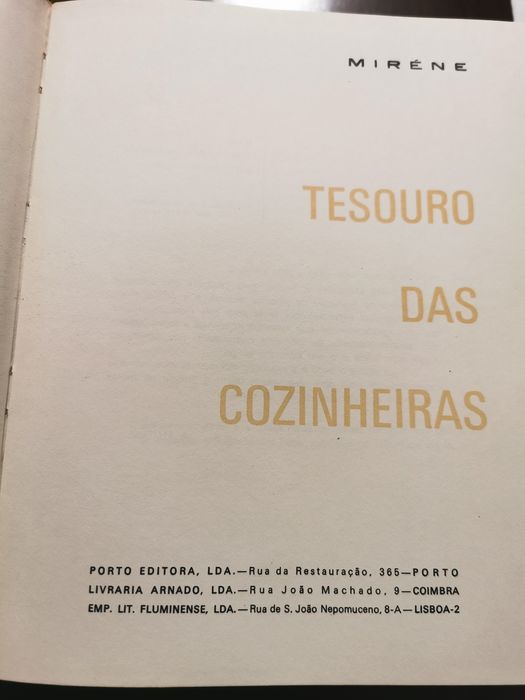 MIRÉNE
TESOURO
DAS
COZINHEIRAS
PORTO EDITORA, LDA.—Rua da Restauração, 365—PORTO
LIVRARIA ARNADO, LDA.—Rua João Machado, 9—COIMBRA
EMP. LIT. FLUMINENSE, LDA.—Rua de S. João Nepomuceno, 8-A—LISBOA-2